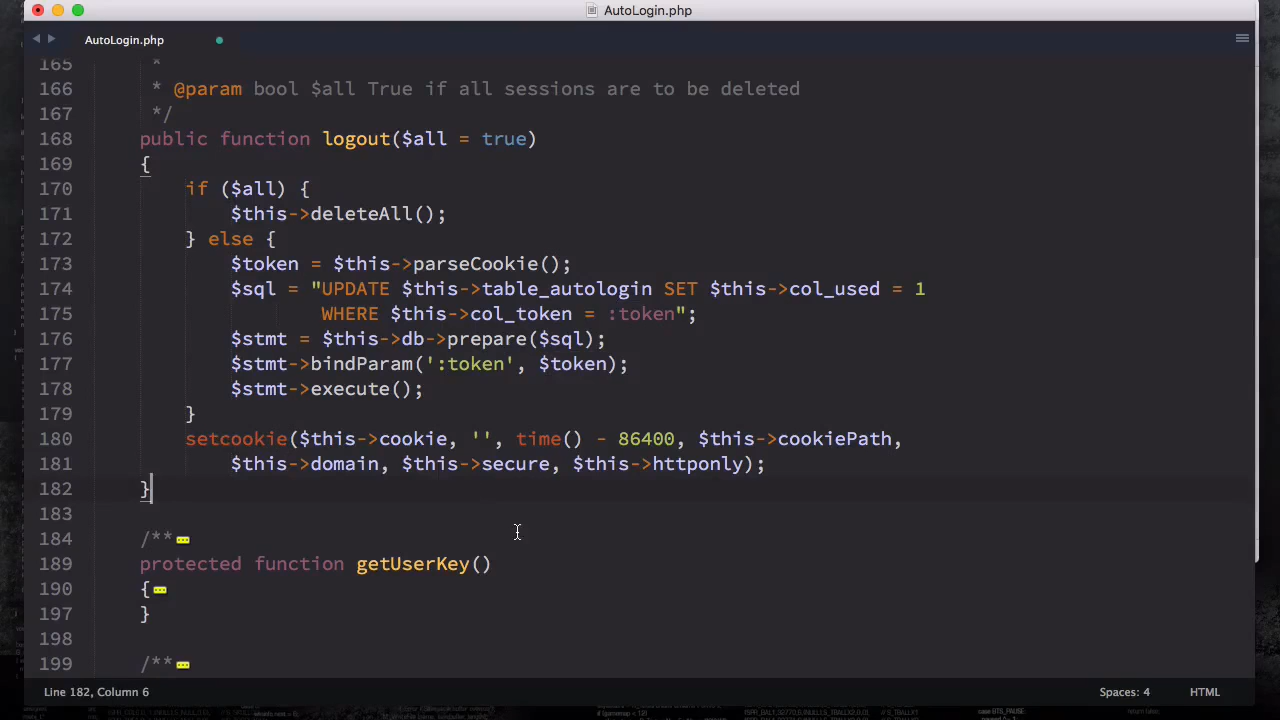 AutoLogin.php
AutoLogin.php
165 *
166 * @param bool $all True if all sessions are to be deleted
167 */
168 public function logout($all = true)
169 {
170 if ($all) {
171 $this->deleteAll();
172 } else {
173 $token = $this->parseCookie();
174 $sql = "UPDATE $this->table_autologin SET $this->col_used = 1
175 WHERE $this->col_token = :token";
176 $stmt = $this->db->prepare($sql);
177 $stmt->bindParam(':token', $token);
178 $stmt->execute();
179 }
180 setcookie($this->cookie, '', time() - 86400, $this->cookiePath,
181 $this->domain, $this->secure, $this->httponly);
182 }
183
184 /**
189 protected function getUserKey()
190 {
197 }
198
199 /**
Line 182, Column 6 Spaces: 4 HTML